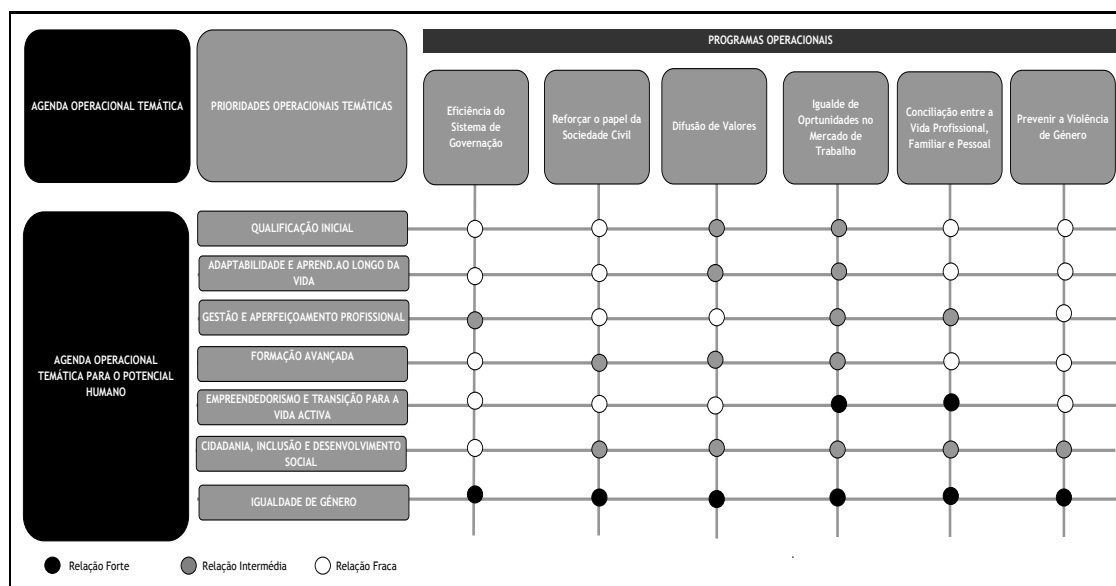 PROGRAMAS OPERACIONAIS
AGENDA OPERACIONAL TEMÁTICA
PRIORIDADES OPERACIONAIS TEMÁTICAS
Eficiência do
Sistema de
Governação
Reforçar o papel da
Sociedade Civil
Difusão de Valores
Igualde de
Oprtunidades no
Mercado de
Trabalho
Conciliação entre a
Vida Profissional,
Familiar e Pessoal
Prevenir a Violência
de Género
AGENDA OPERACIONAL
TEMÁTICA PARA O POTENCIAL
HUMANO
QUALIFICAÇÃO INICIAL
ADAPTABILIDADE E APREND.AO LONGO DA
VIDA
GESTÃO E APERFEIÇOAMENTO PROFISSIONAL
FORMAÇÃO AVANÇADA
EMPREENDEDORISMO E TRANSIÇÃO PARA A
VIDA ACTIVA
CIDADANIA, INCLUSÃO E DESENVOLVIMENTO
SOCIAL
IGUALDADE DE GÉNERO
Relação Forte
Relação Intermédia
Relação Fraca